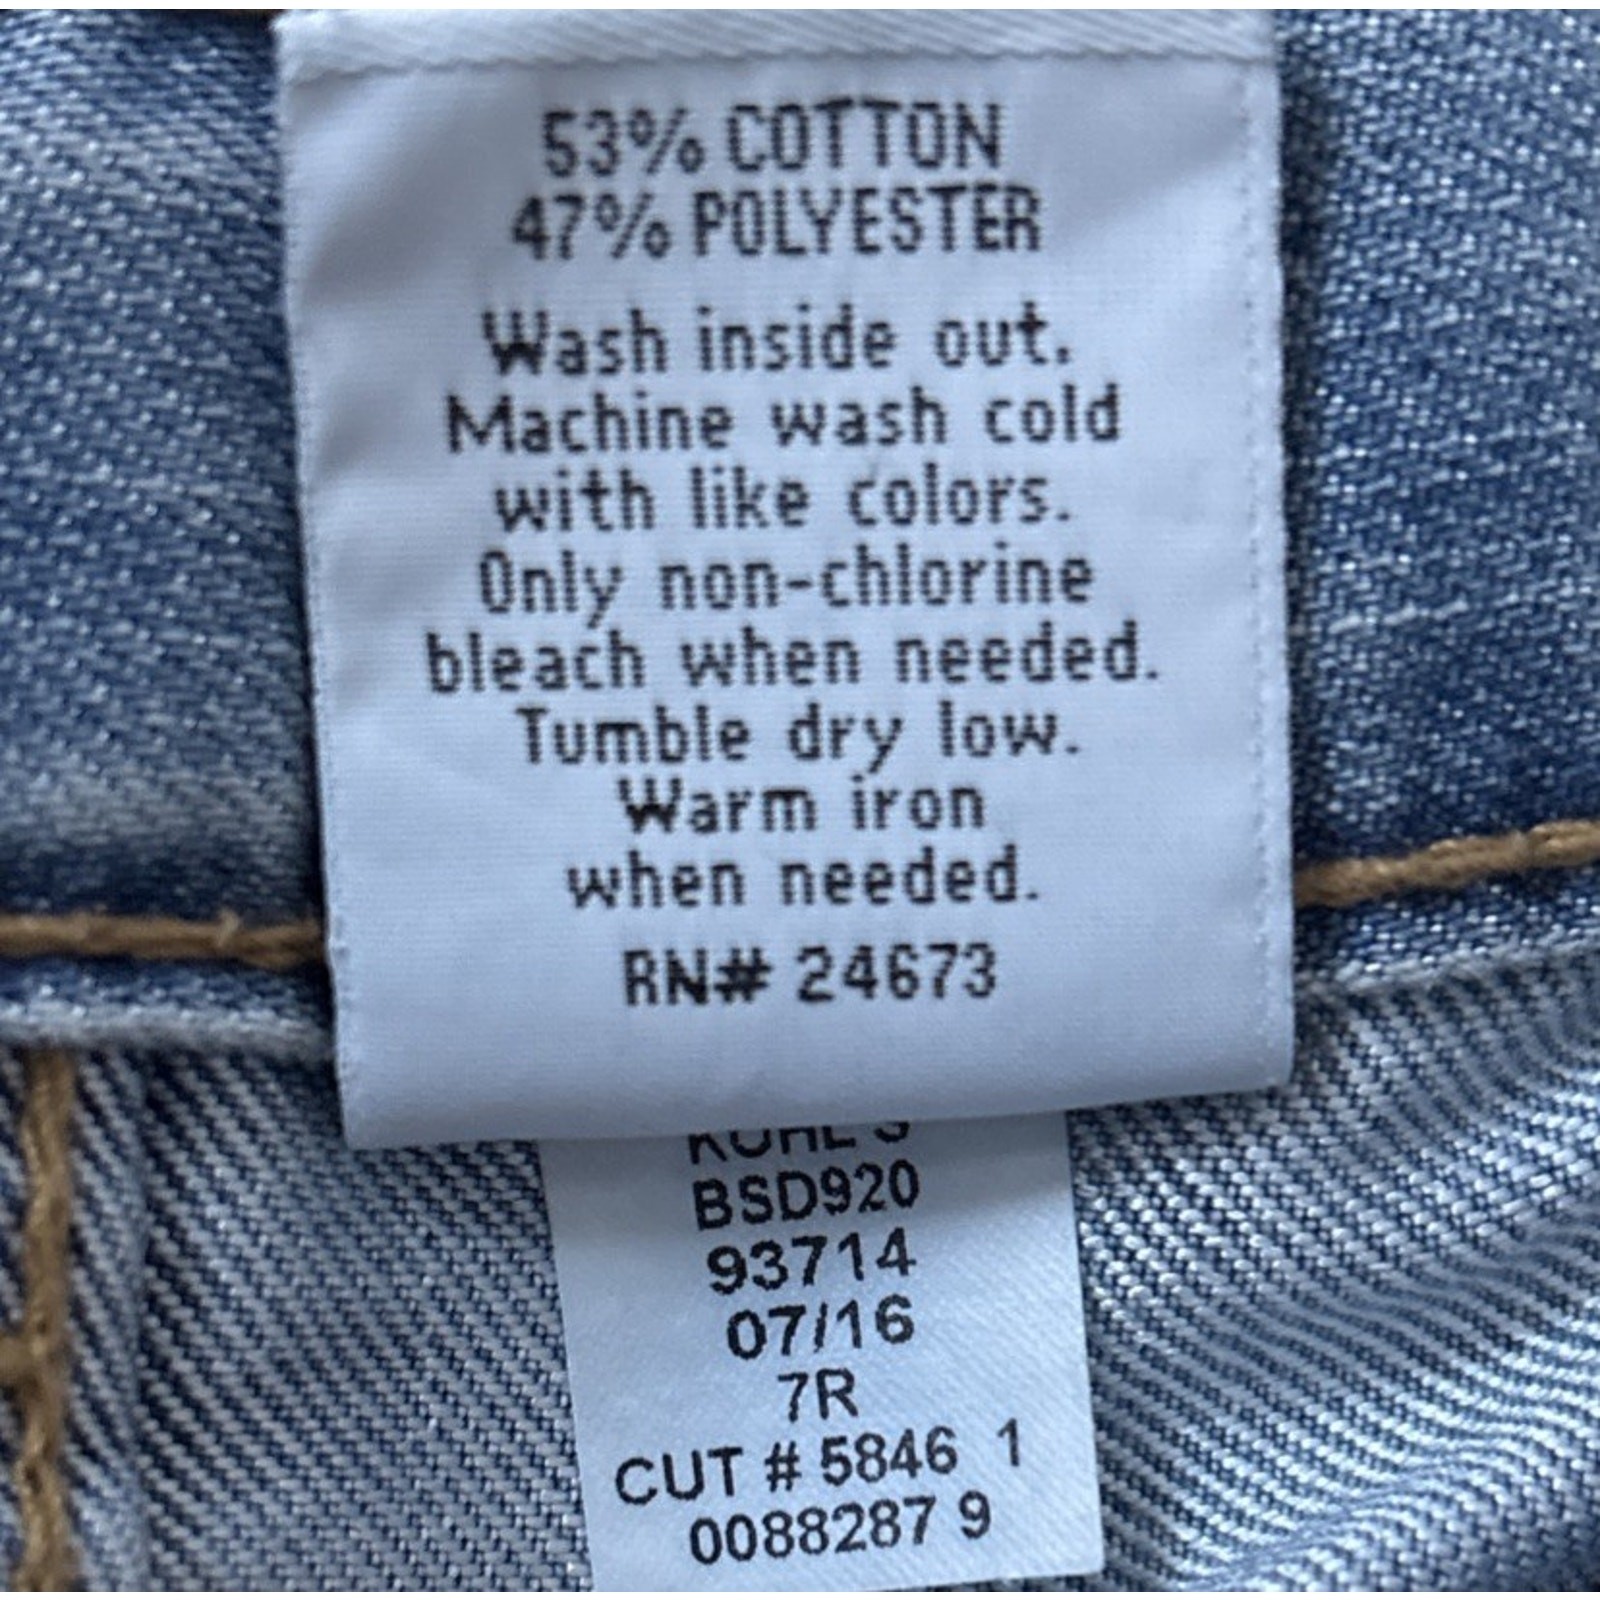 53% COTTON
47% POLYESTER
Wash inside out.
Machine wash cold
with like colors.
Only non-chlorine
bleach when needed.
Tumble dry low.
Warm iron
when needed.
RN# 24673
KOHL'S
BSD920
93714
07/16
7R
CUT # 5846 1
0088287 9